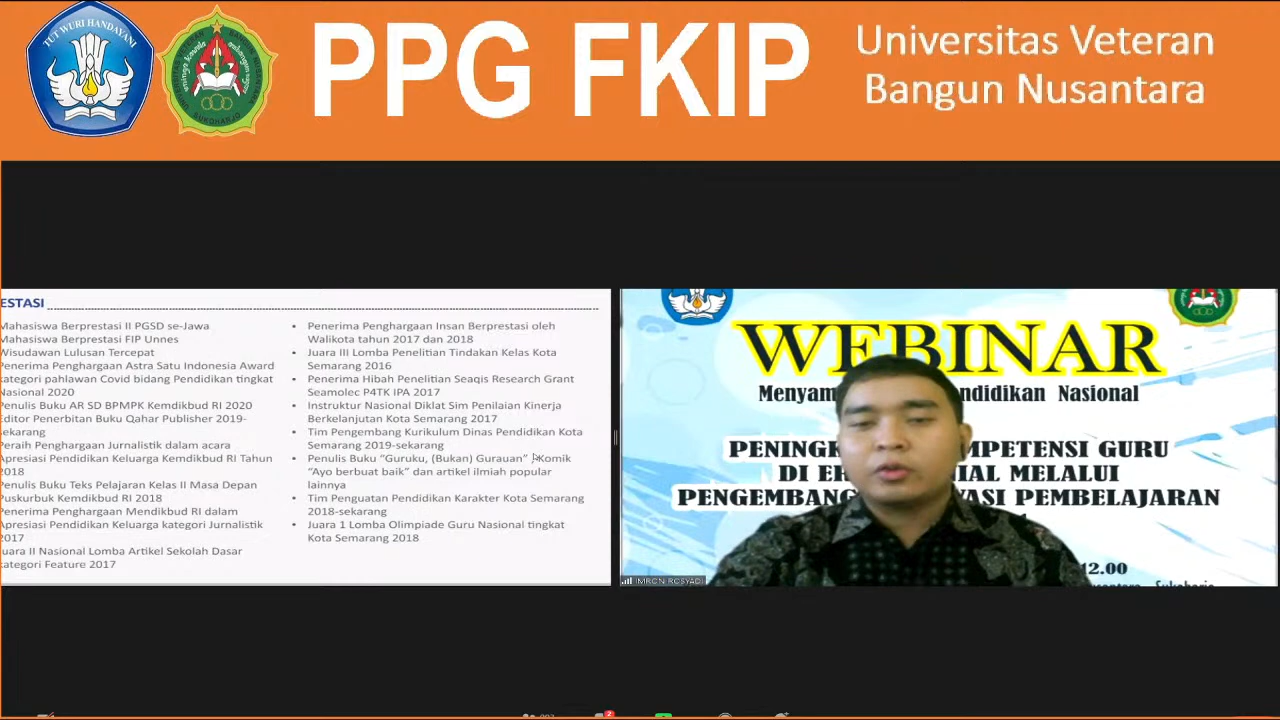 TUT WURI HANDAYANI
SUKOHARJO
PPG FKIP
Universitas Veteran
Bangun Nusantara
ESTASI
Mahasiswa Berprestasi II PGSD se-Jawa
Mahasiswa Berprestasi FIP Unnes
Wisudawan Lulusan Tercepat
Penerima Penghargaan Astra Satu Indonesia Award
kategori pahlawan Covid bidang Pendidikan tingkat
Nasional 2020
Penulis Buku AR SD BPMPK Kemdikbud RI 2020
Editor Penerbitan Buku Qahar Publisher 2019-
sekarang
Peraih Penghargaan Jurnalistik dalam acara
Apresiasi Pendidikan Keluarga Kemdikbud RI Tahun
2018
Penulis Buku Teks Pelajaran Kelas II Masa Depan
Puskurbuk Kemdikbud RI 2018
Penerima Penghargaan Mendikbud RI dalam
Apresiasi Pendidikan Keluarga kategori Jurnalistik
2017
Juara II Nasional Lomba Artikel Sekolah Dasar
kategori Feature 2017
• Penerima Penghargaan Insan Berprestasi oleh
Walikota tahun 2017 dan 2018
• Juara III Lomba Penelitian Tindakan Kelas Kota
Semarang 2016
• Penerima Hibah Penelitian Seaqis Research Grant
Seamolec P4TK IPA 2017
• Instruktur Nasional Diklat Sim Penilaian Kinerja
Berkelanjutan Kota Semarang 2017
• Tim Pengembang Kurikulum Dinas Pendidikan Kota
Semarang 2019-sekarang
• Penulis Buku “Guruku, (Bukan) Gurauan” Komik
“Ayo berbuat baik” dan artikel ilmiah popular
lainnya
• Tim Penguatan Pendidikan Karakter Kota Semarang
2018-sekarang
• Juara 1 Lomba Olimpiade Guru Nasional tingkat
Kota Semarang 2018
WEBINAR
Menyam ndidikan Nasional
PENINGK MPETENSI GURU
DI ER IAL MELALUI
PENGEMBANG VASI PEMBELAJARAN
12.00
IMRON ROSYADI
2